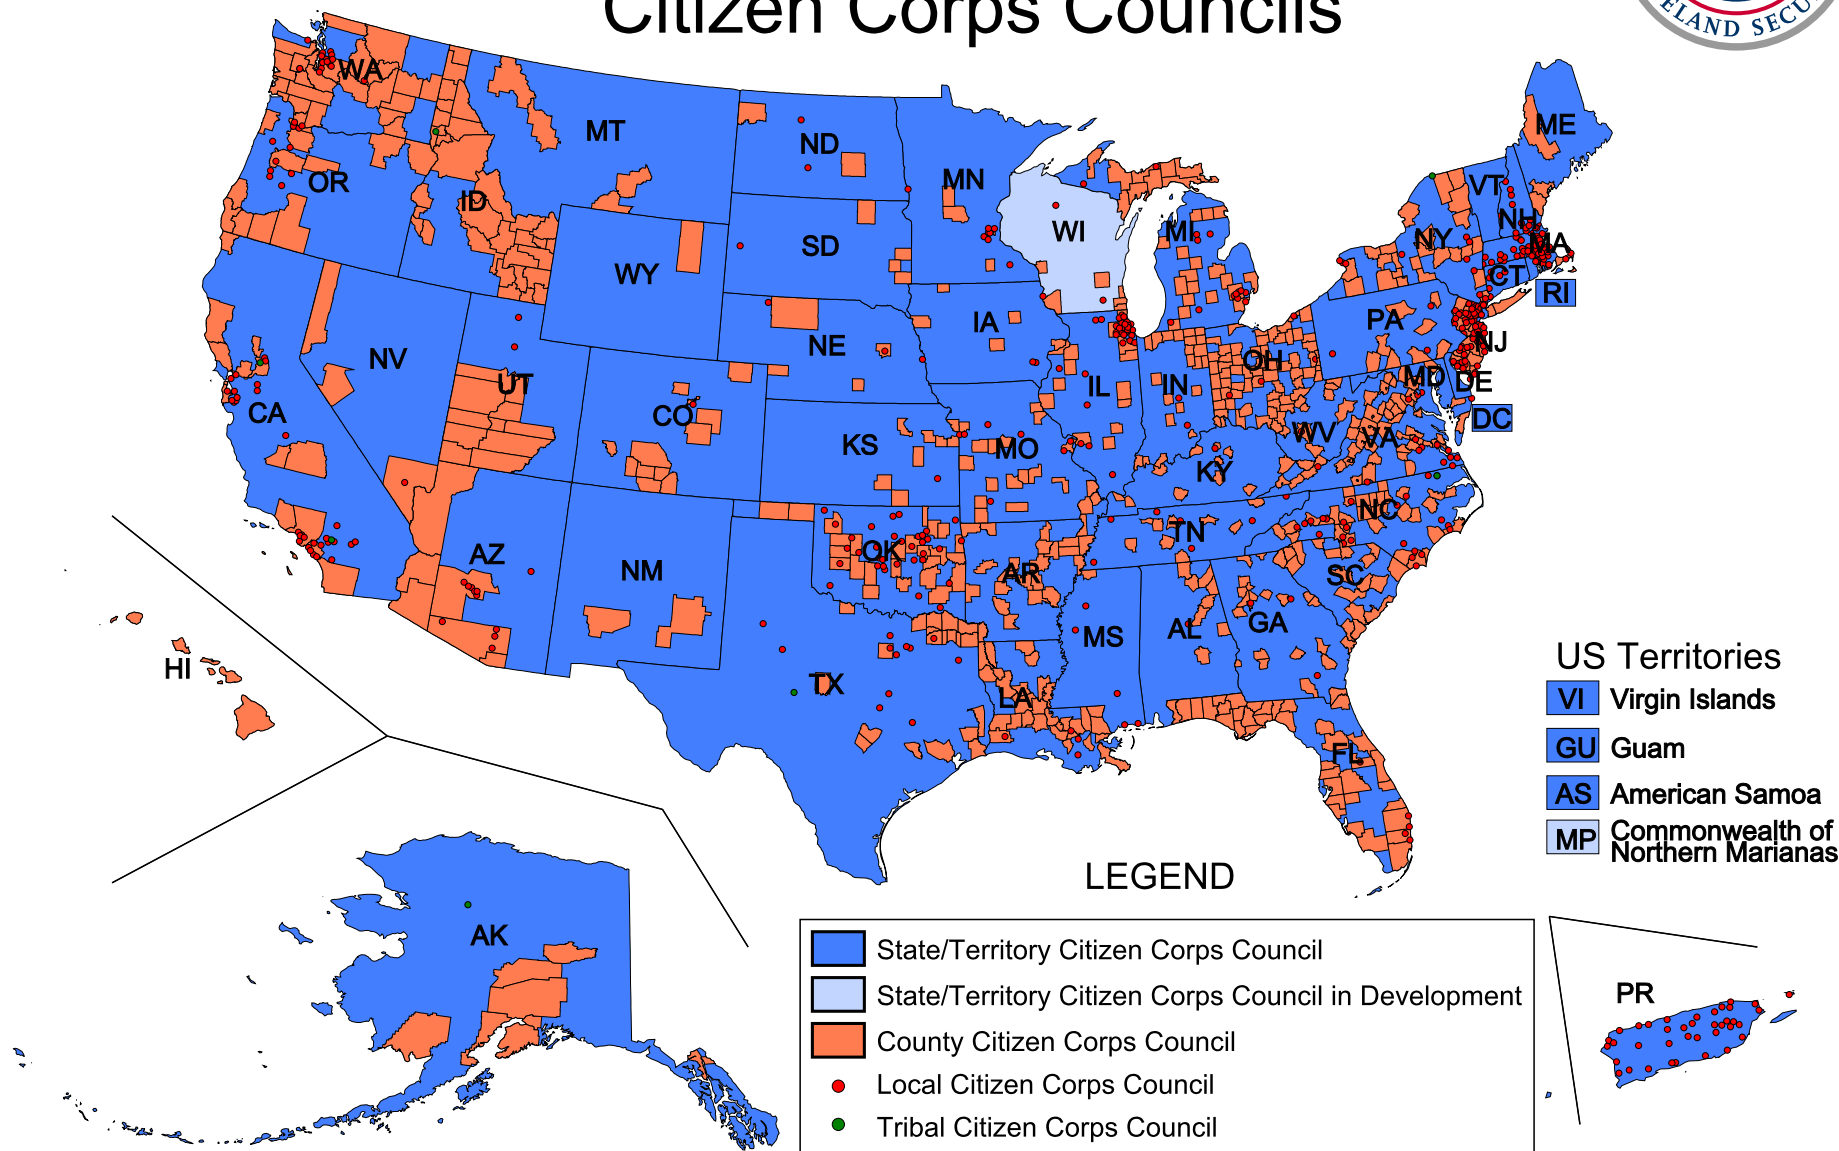 Citizen Corps Councils
ELAND SECU
WA
MT
ND
MN
ME
OR
ID
SD
WI
MI
VT
NH
NY
MA
WY
CT
RI
IA
PA
NV
NE
NJ
UT
OH
MD
DE
CA
CO
IL
IN
DC
KS
MO
WV
VA
KY
NC
AZ
NM
OK
AR
TN
SC
MS
AL
GA
HI
TX
LA
FL
US Territories
VI Virgin Islands
GU Guam
AS American Samoa
MP Commonwealth of
Northern Marianas
AK
PR
LEGEND
State/Territory Citizen Corps Council
State/Territory Citizen Corps Council in Development
County Citizen Corps Council
Local Citizen Corps Council
Tribal Citizen Corps Council